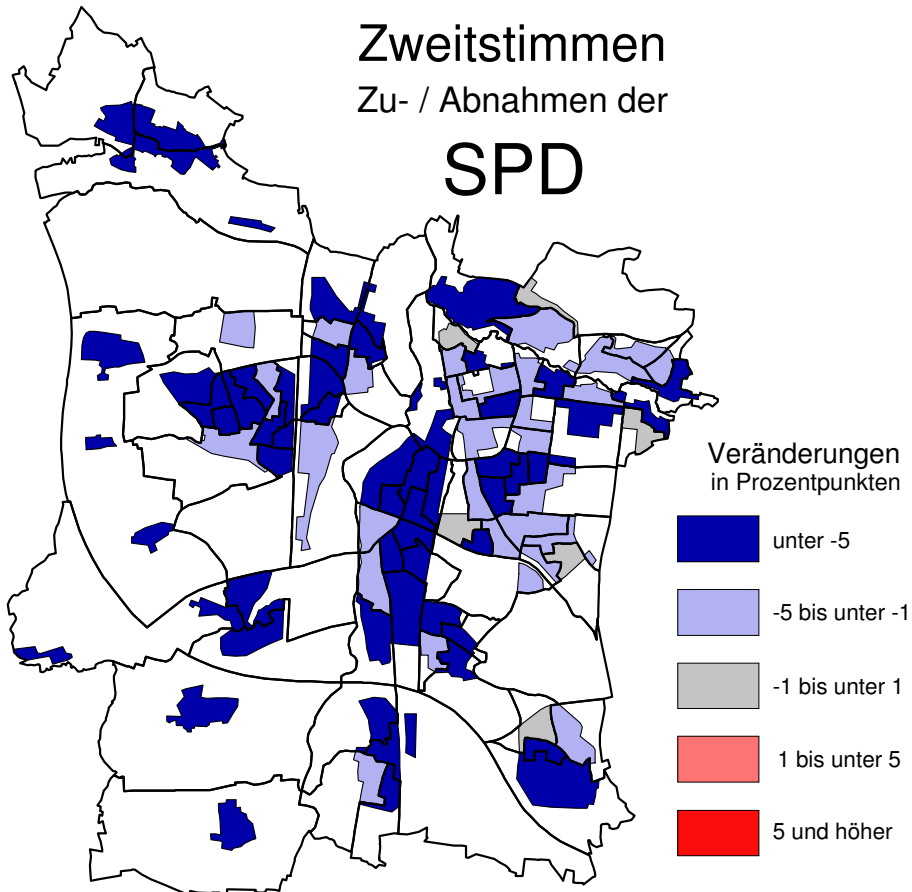 Zweitstimmen
Zu- / Abnahmen der
SPD
Veränderungen
in Prozentpunkten
unter -5
-5 bis unter -1
-1 bis unter 1
1 bis unter 5
5 und höher